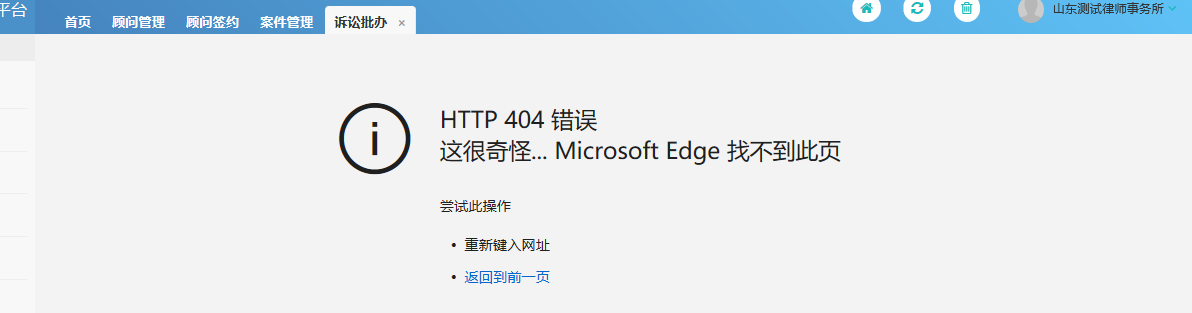 平台
首页 顾问管理 顾问签约 案件管理 诉讼批办 × 山东测试律师事务所
HTTP 404 错误
这很奇怪... Microsoft Edge 找不到此页
尝试此操作
• 重新键入网址
• 返回到前一页